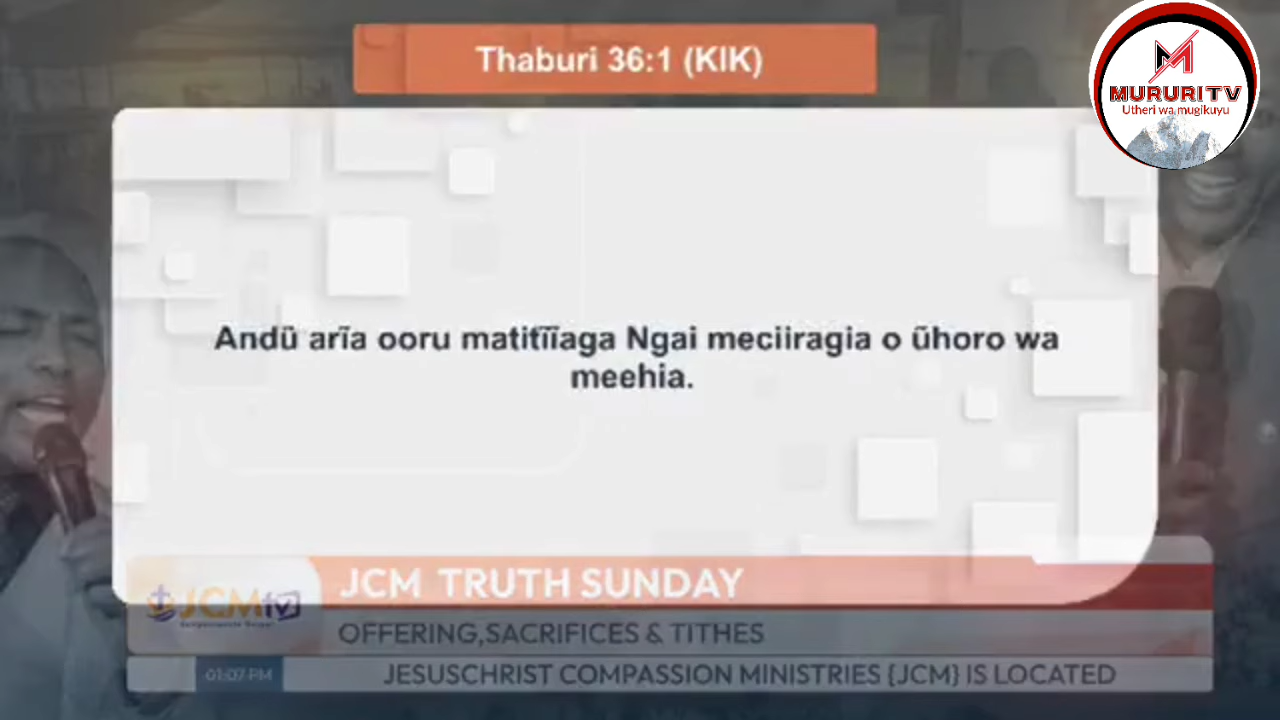 Thaburi 36:1 (KIK)
MURURI TV
Utheri wa mugikuyu
Andũ arĩa ooru matitĩĩaga Ngai meciiragia o ũhoro wa
meehia.
JCM TRUTH SUNDAY
JCMtv
OFFERING,SACRIFICES & TITHES
01:07 PM
JESUSCHRIST COMPASSION MINISTRIES {JCM} IS LOCATED